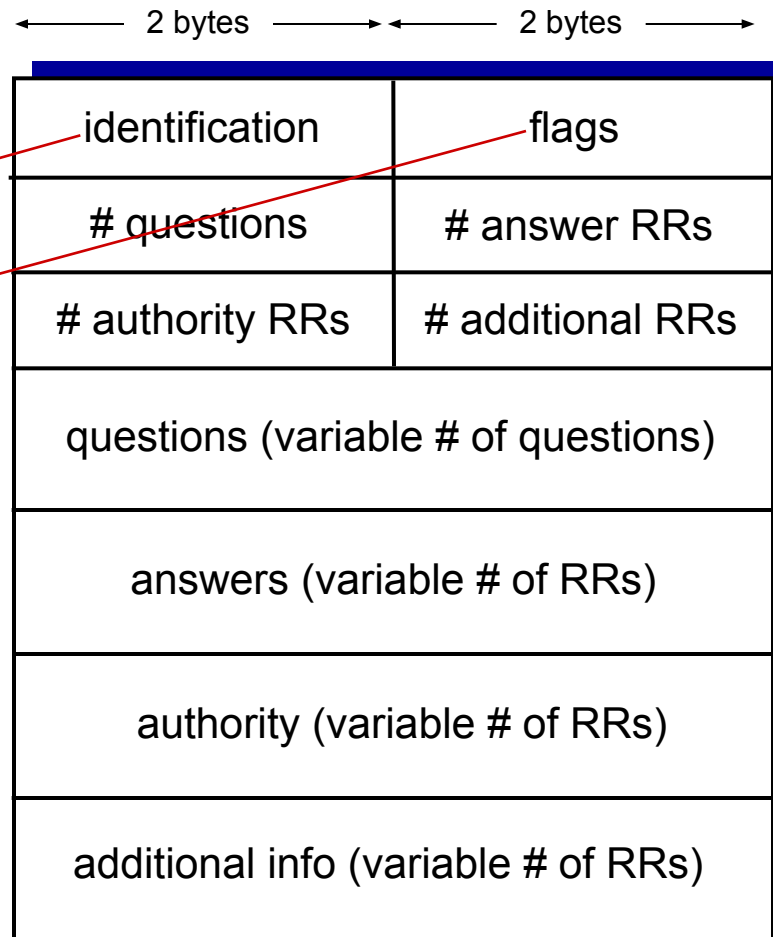 2 bytes 2 bytes
identification flags
# questions # answer RRs
# authority RRs # additional RRs
questions (variable # of questions)
answers (variable # of RRs)
authority (variable # of RRs)
additional info (variable # of RRs)